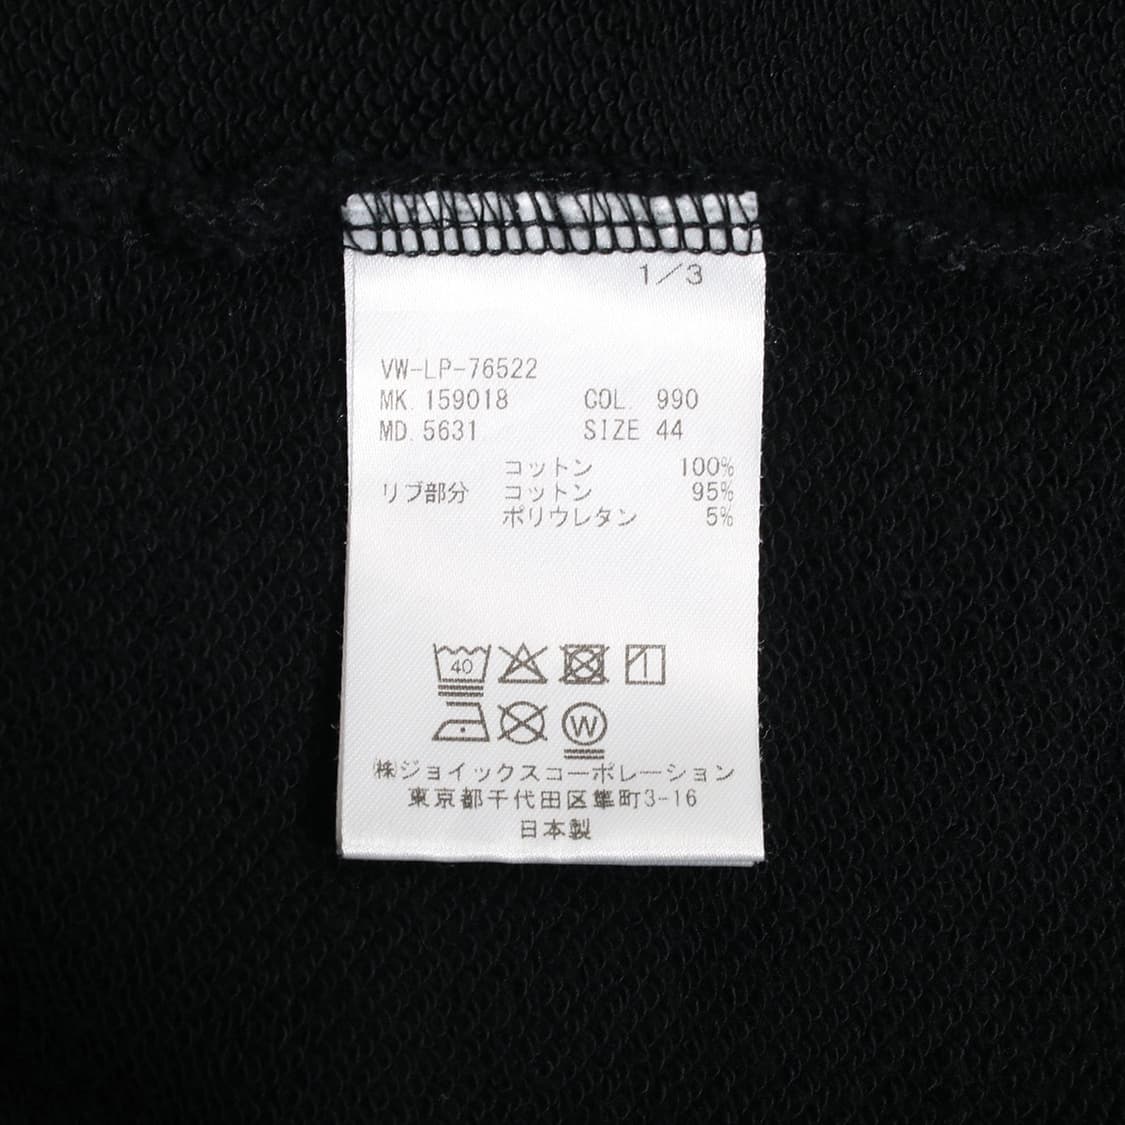 1/3
VW-LP-76522
MK. 159018 COL. 990
MD. 5631 SIZE 44
コットン 100%
リブ部分 コットン 95%
ポリウレタン 5%
40
W
㈱ジョイックスコーポレーション
東京都千代田区隼町3-16
日本製